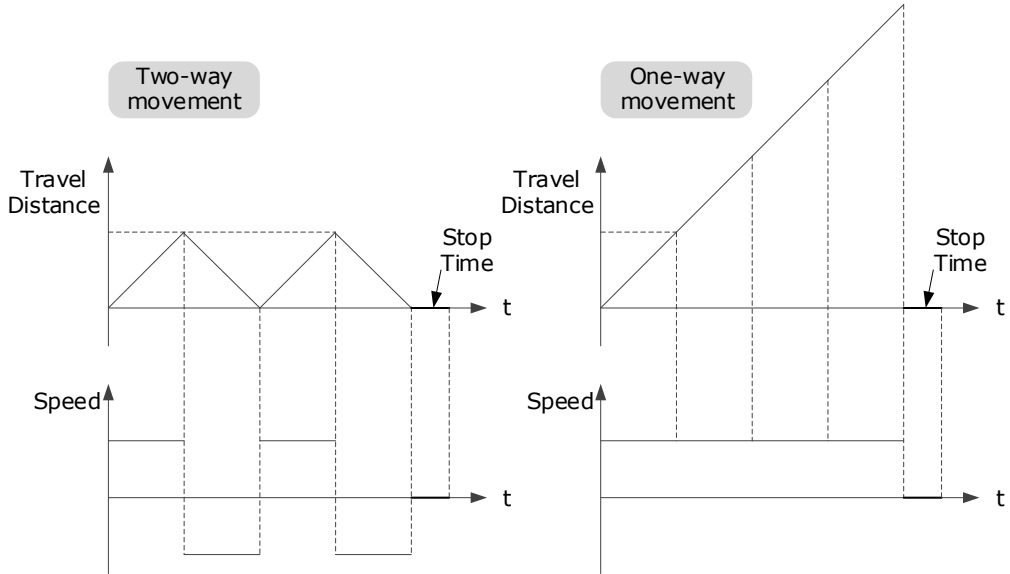 Two-way
movement
Travel
Distance
Stop
Time
t
Speed
t
One-way
movement
Travel
Distance
Stop
Time
t
Speed
t